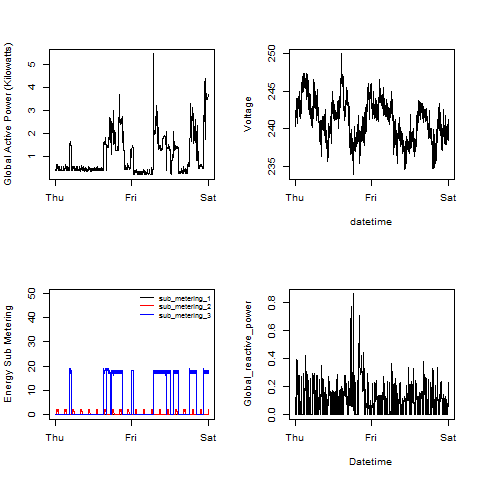 Global Active Power (Kilowatts)
5
4
3
2
1
Thu Fri Sat
Voltage
250
245
240
235
Thu Fri Sat
datetime
Energy Sub Metering
50
40
30
20
10
0
sub_metering_1
sub_metering_2
sub_metering_3
Thu Fri Sat
Global_reactive_power
0.8
0.6
0.4
0.2
0.0
Thu Fri Sat
Datetime